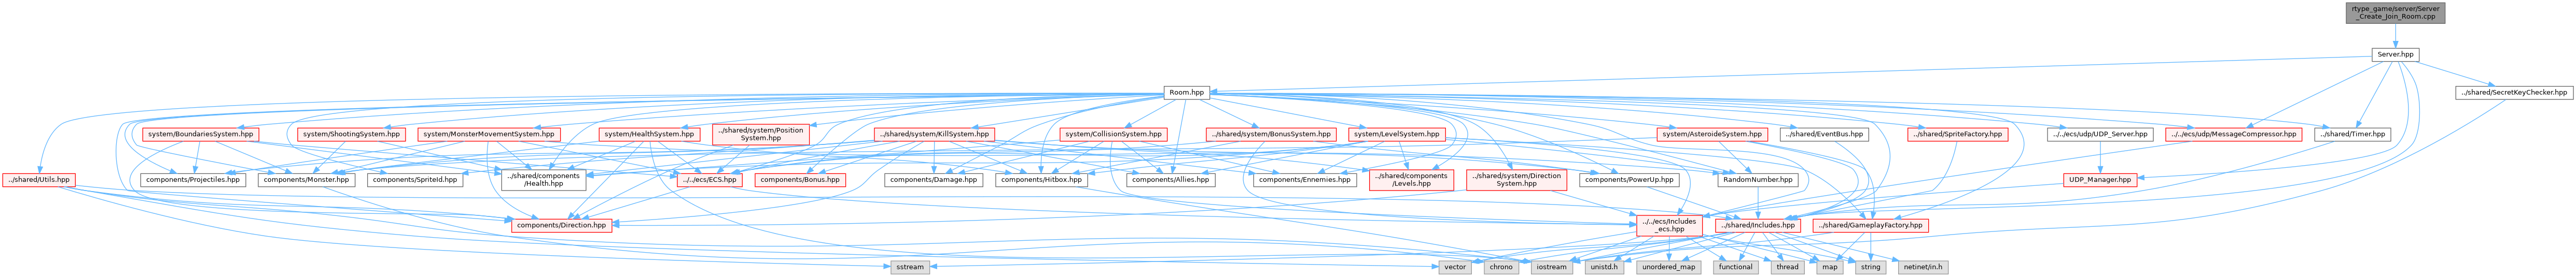 rtype_game/server/Server
_Create_Join_Room.cpp
Server.hpp
Room.hpp
../shared/SecretKeyChecker.hpp
system/BoundariesSystem.hpp
system/ShootingSystem.hpp
system/MonsterMovementSystem.hpp
system/HealthSystem.hpp
../shared/system/Position
System.hpp
../shared/system/KillSystem.hpp
system/CollisionSystem.hpp
../shared/system/BonusSystem.hpp
system/LevelSystem.hpp
system/AsteroideSystem.hpp
../shared/EventBus.hpp
../shared/SpriteFactory.hpp
../../ecs/udp/UDP_Server.hpp
../../ecs/udp/MessageCompressor.hpp
../shared/Timer.hpp
../shared/Utils.hpp
components/Projectiles.hpp
components/Monster.hpp
components/SpriteId.hpp
../shared/components
/Health.hpp
../../ecs/ECS.hpp
components/Bonus.hpp
components/Damage.hpp
components/Hitbox.hpp
components/Allies.hpp
components/Ennemies.hpp
../shared/components
/Levels.hpp
../shared/system/Direction
System.hpp
components/PowerUp.hpp
RandomNumber.hpp
UDP_Manager.hpp
components/Direction.hpp
../../ecs/Includes
_ecs.hpp
../shared/Includes.hpp
../shared/GameplayFactory.hpp
sstream
vector
chrono
iostream
unistd.h
unordered_map
functional
thread
map
string
netinet/in.h